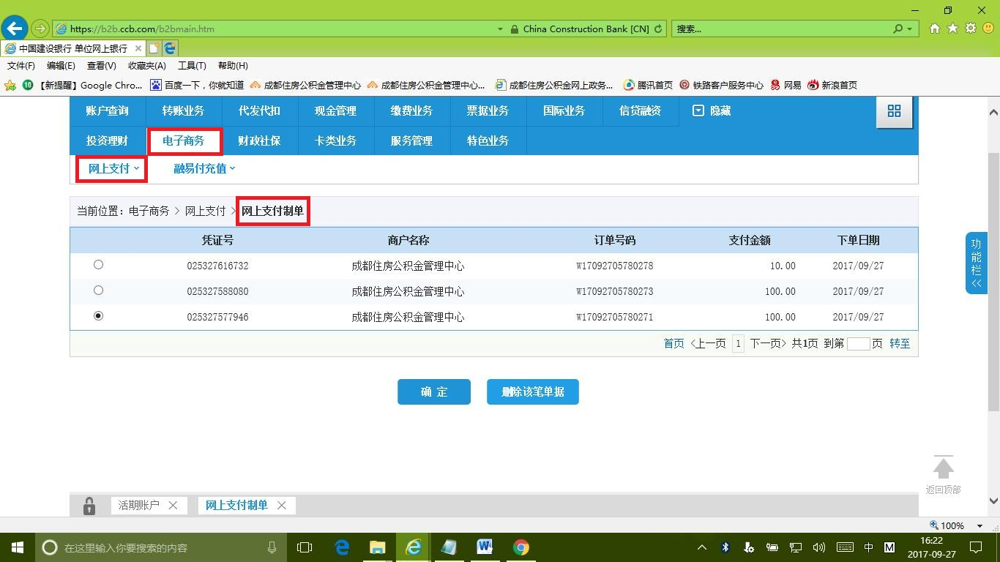 https://b2b.ccb.com/b2bmain.htm
China Construction Bank [CN]
搜索...
中国建设银行 单位网上银行
文件(F) 编辑(E) 查看(V) 收藏夹(A) 工具(T) 帮助(H)
10 【新提醒】Google Chro... 百度一下，你就知道 成都住房公积金管理中心 成都住房公积金管理中心... 成都住房公积金网上政务... 腾讯首页 铁路客户服务中心 网易 新浪首页
账户查询 转账业务 代发代扣 现金管理 缴费业务 票据业务 国际业务 信贷融资 隐藏
投资理财 电子商务 财政社保 卡类业务 服务管理 特色业务
网上支付 融易付充值
当前位置：电子商务 > 网上支付 > 网上支付制单
凭证号 商户名称 订单号码 支付金额 下单日期
025327616732 成都住房公积金管理中心 W17092705780278 10.00 2017/09/27
025327588080 成都住房公积金管理中心 W17092705780273 100.00 2017/09/27
025327577946 成都住房公积金管理中心 W17092705780271 100.00 2017/09/27
首页 〈上一页 1 下一页〉 共1页 到第 页 转至
确 定 删除该笔单据
功能栏
<<
返回顶部
活期账户 网上支付制单
100%
在这里输入你要搜索的内容
中 M
16:22
2017-09-27